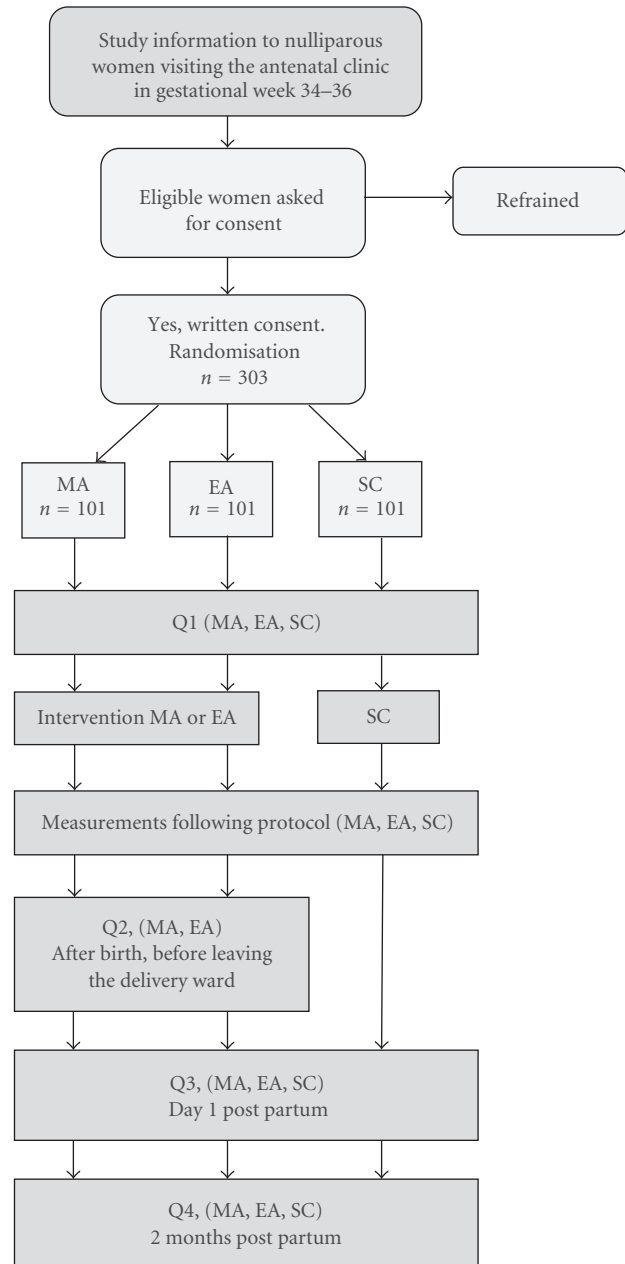 Study information to nulliparous
women visiting the antenatal clinic
in gestational week 34–36
Eligible women asked
for consent
Refrained
Yes, written consent.
Randomisation
n = 303
MA
n = 101
EA
n = 101
SC
n = 101
Q1 (MA, EA, SC)
Intervention MA or EA
SC
Measurements following protocol (MA, EA, SC)
Q2, (MA, EA)
After birth, before leaving
the delivery ward
Q3, (MA, EA, SC)
Day 1 post partum
Q4, (MA, EA, SC)
2 months post partum